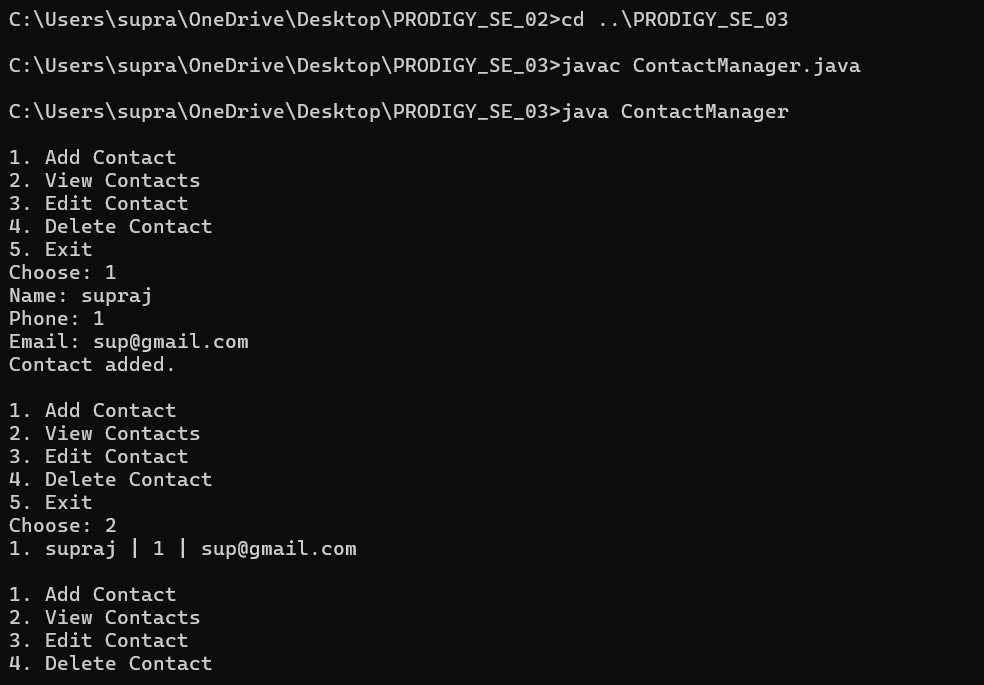 C:\Users\supra\OneDrive\Desktop\PRODIGY_SE_02>cd ..\PRODIGY_SE_03
C:\Users\supra\OneDrive\Desktop\PRODIGY_SE_03>javac ContactManager.java
C:\Users\supra\OneDrive\Desktop\PRODIGY_SE_03>java ContactManager
1. Add Contact
2. View Contacts
3. Edit Contact
4. Delete Contact
5. Exit
Choose: 1
Name: supraj
Phone: 1
Email: sup@gmail.com
Contact added.
1. Add Contact
2. View Contacts
3. Edit Contact
4. Delete Contact
5. Exit
Choose: 2
1. supraj | 1 | sup@gmail.com
1. Add Contact
2. View Contacts
3. Edit Contact
4. Delete Contact